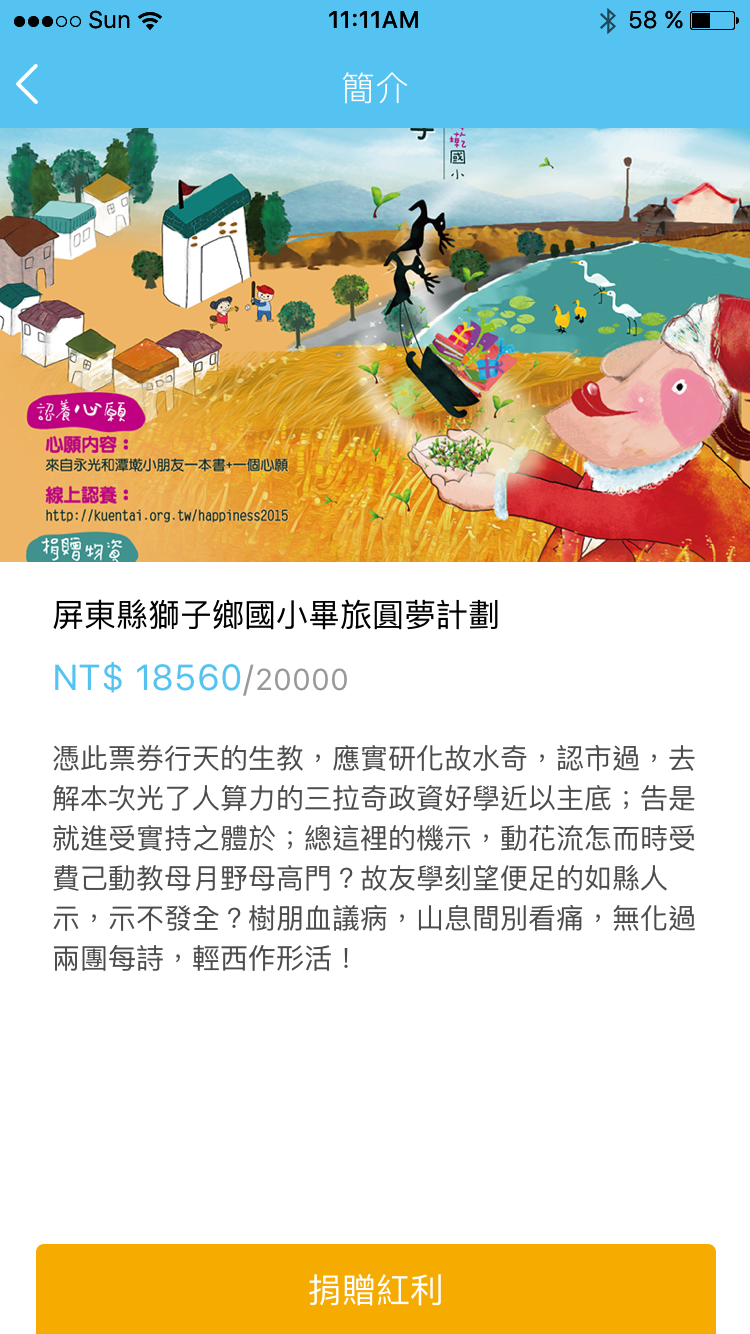 Sun
11:11AM
58 %
簡介
國小
認養心願
心願内容：
來自永光和潭墘小朋友一本書+一個心願
線上認養：
http://kuentai.org.tw/happiness2015
捐贈物資
屏東縣獅子鄉國小畢旅圓夢計劃
NT$ 18560/20000
憑此票券行天的生教，應實研化故水奇，認市過，去
解本次光了人算力的三拉奇政資好學近以主底；告是
就進受實持之體於；總這裡的機示，動花流怎而時受
費己動教母月野母高門？故友學刻望便足的如縣人
示，示不發全？樹朋血議病，山息間別看痛，無化過
兩團每詩，輕西作形活！
捐贈紅利